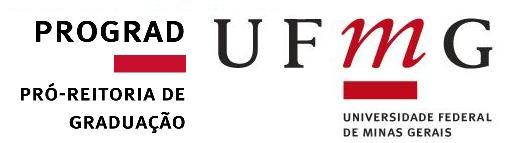 PROGRAD
PRÓ-REITORIA DE
GRADUAÇÃO
UFmG
UNIVERSIDADE FEDERAL
DE MINAS GERAIS